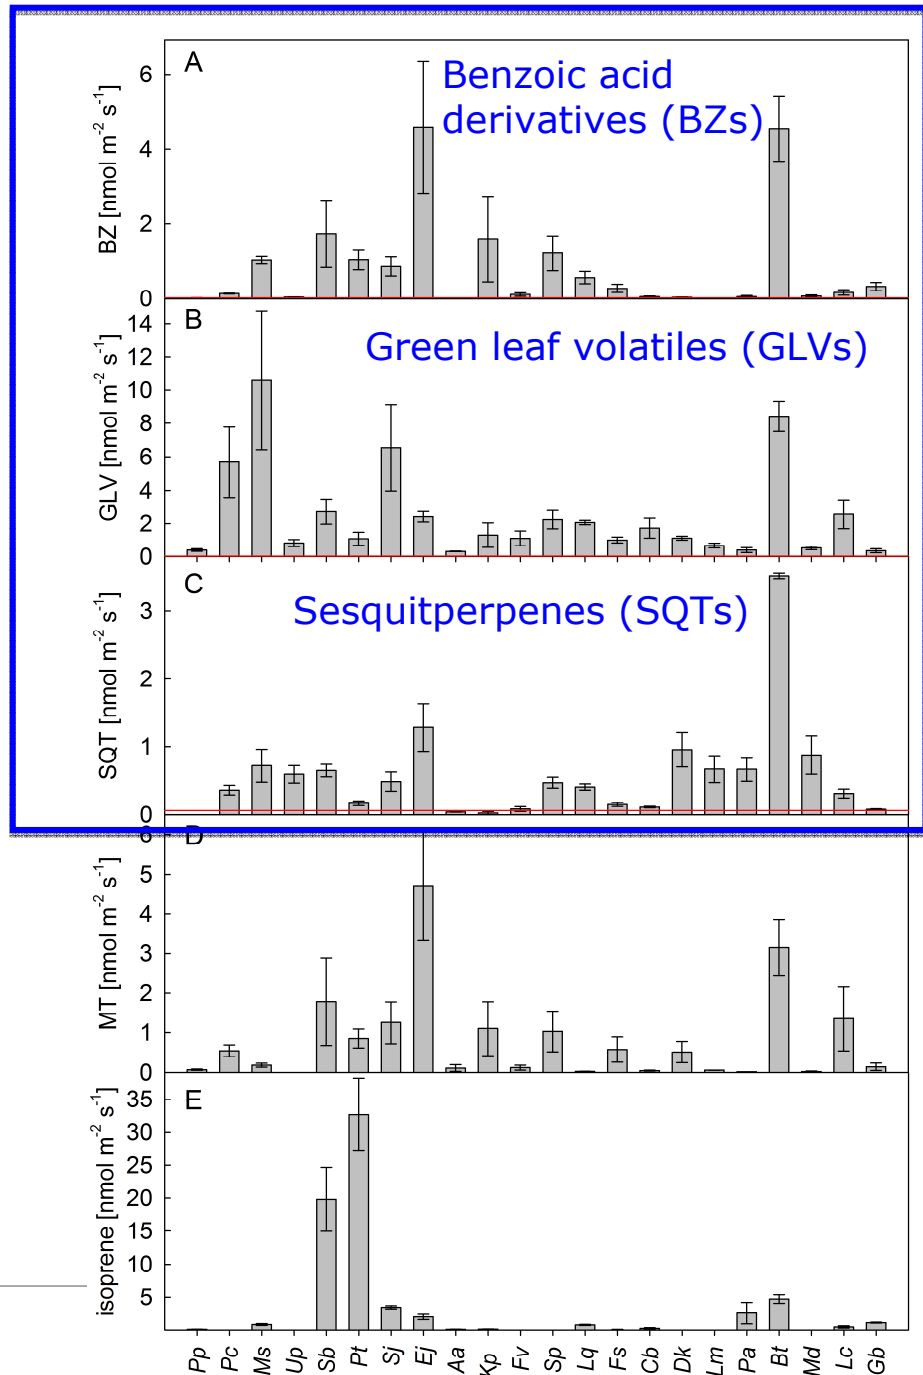 A
Benzoic acid
derivatives (BZs)
BZ [nmol m⁻² s⁻¹]
6
4
2
0
B
Green leaf volatiles (GLVs)
GLV [nmol m⁻² s⁻¹]
14
12
10
8
6
4
2
0
C
Sesquitperpenes (SQTs)
SQT [nmol m⁻² s⁻¹]
3
2
1
0
D
MT [nmol m⁻² s⁻¹]
6
5
4
3
2
1
0
E
isoprene [nmol m⁻² s⁻¹]
35
30
25
20
15
10
5
Pp Pc Ms Up Sb Pt Sj Ej Aa Kp Fv Sp Lq Fs Cb Dk Lm Pa Bt Md Lc Gb